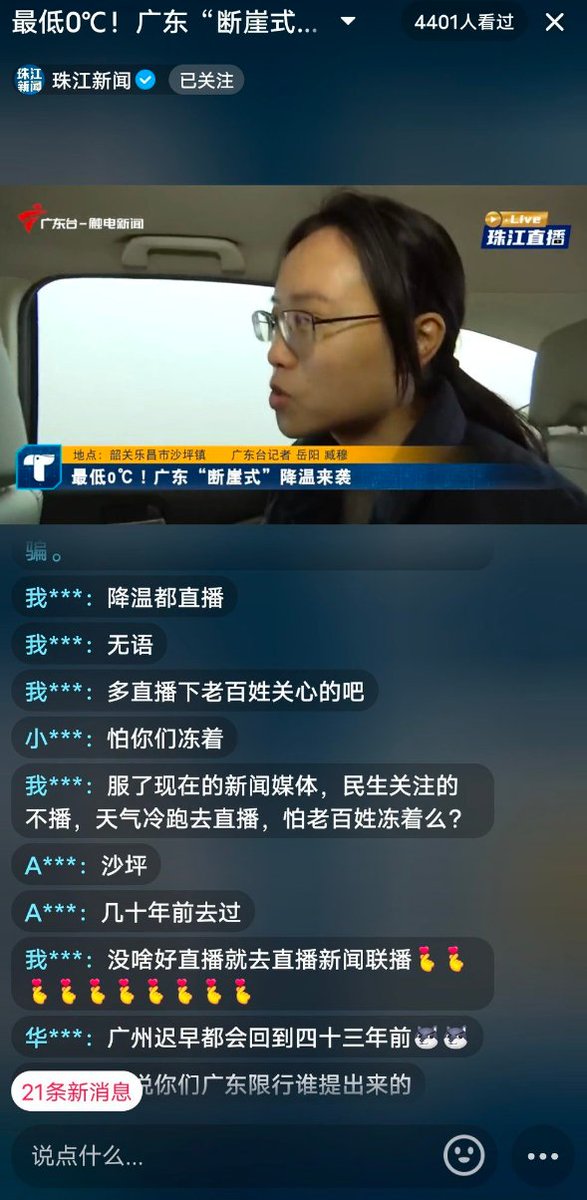 最低0℃！广东“断崖式...
4401人看过
珠江新闻
珠江新闻
已关注
广东台-触电新闻
Live
珠江直播
地点：韶关乐昌市沙坪镇 广东台记者 岳阳 臧穆
最低0℃！广东“断崖式”降温来袭
骗。
我***：降温都直播
我***：无语
我***：多直播下老百姓关心的吧
小***：怕你们冻着
我***：服了现在的新闻媒体，民生关注的
不播，天气冷跑去直播，怕老百姓冻着么？
A***：沙坪
A***：几十年前去过
我***：没啥好直播就去直播新闻联播🫰🫰
🫰🫰🫰🫰🫰🫰🫰🫰
华***：广州迟早都会回到四十三年前🐺🐺
21条新消息
说你们广东限行谁提出来的
说点什么...